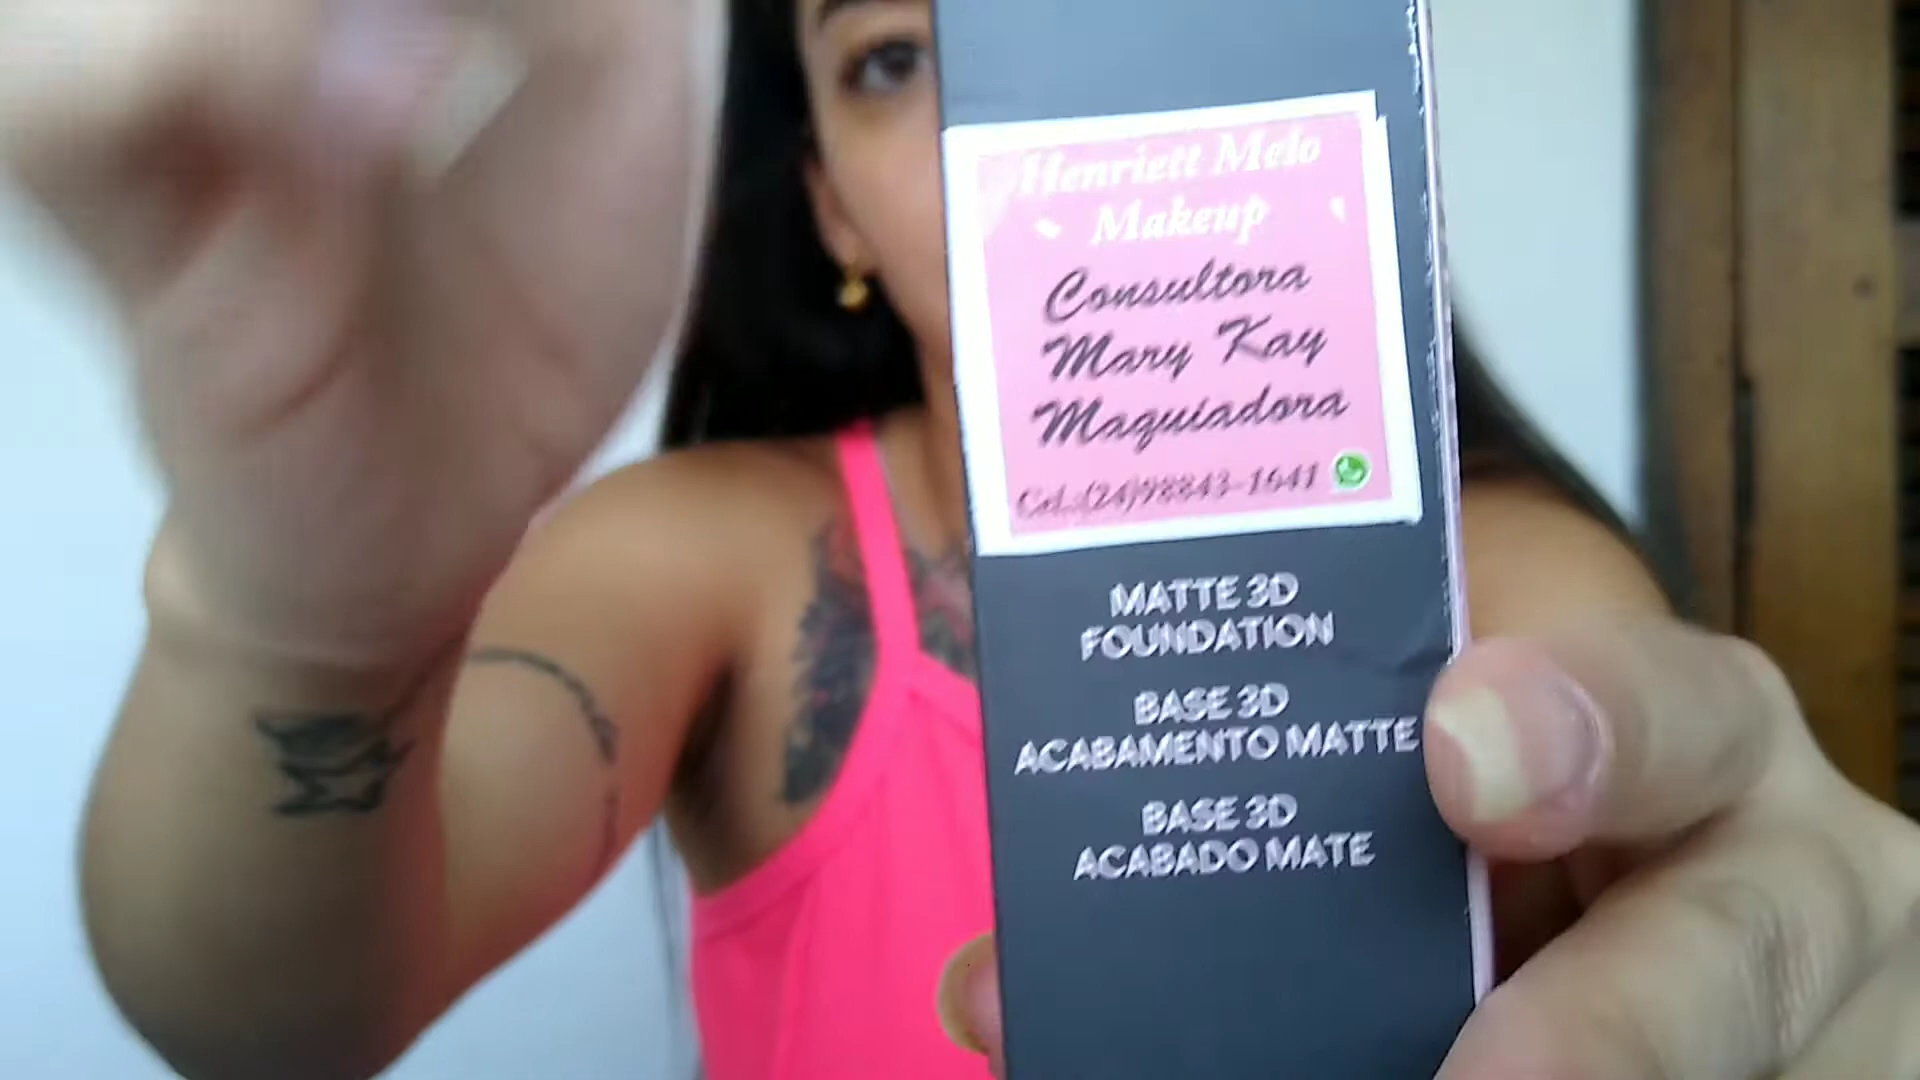 Henriett Melo
Makeup
Consultora
Mary Kay
Maquiadora
Cel.:(24)98843-1641
MATTE 3D
FOUNDATION
BASE 3D
ACABAMENTO MATTE
BASE 3D
ACABADO MATE